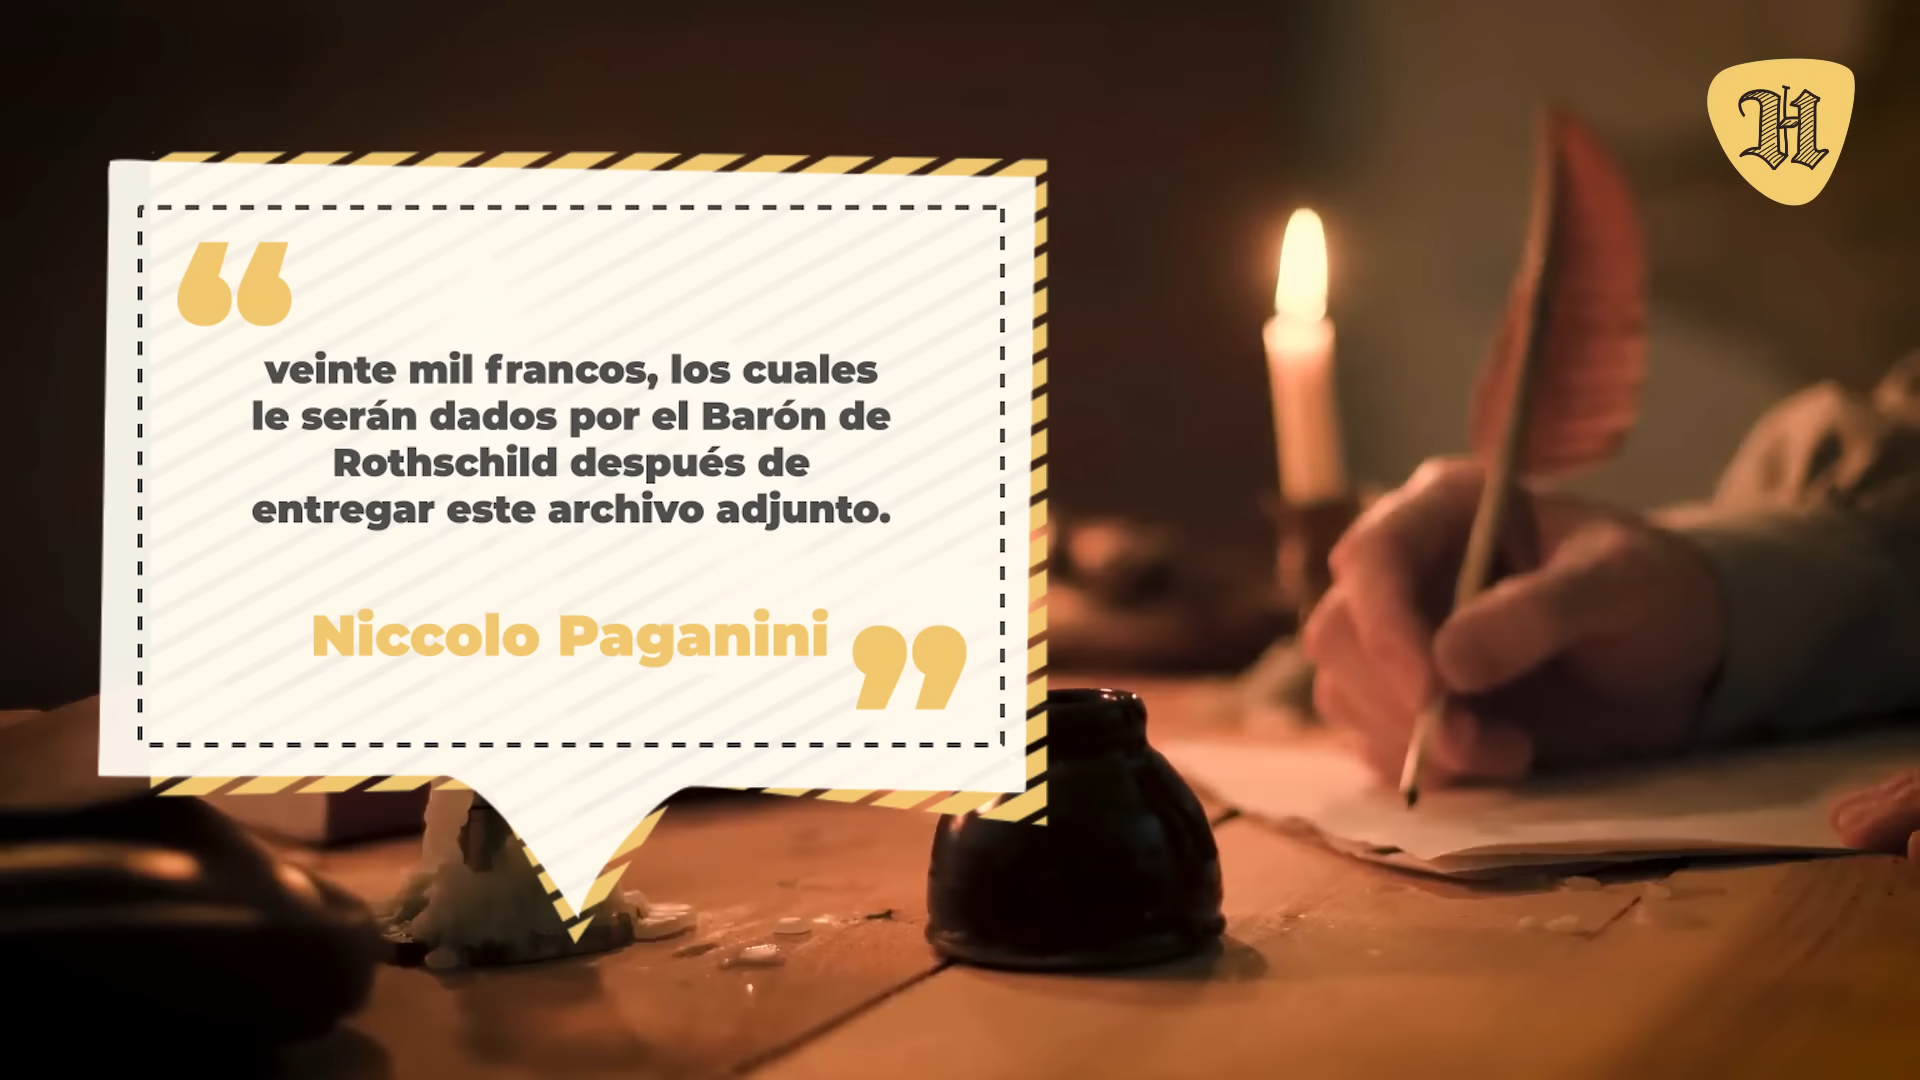 H
“
veinte mil francos, los cuales
le serán dados por el Barón de
Rothschild después de
entregar este archivo adjunto.
Niccolo Paganini
”